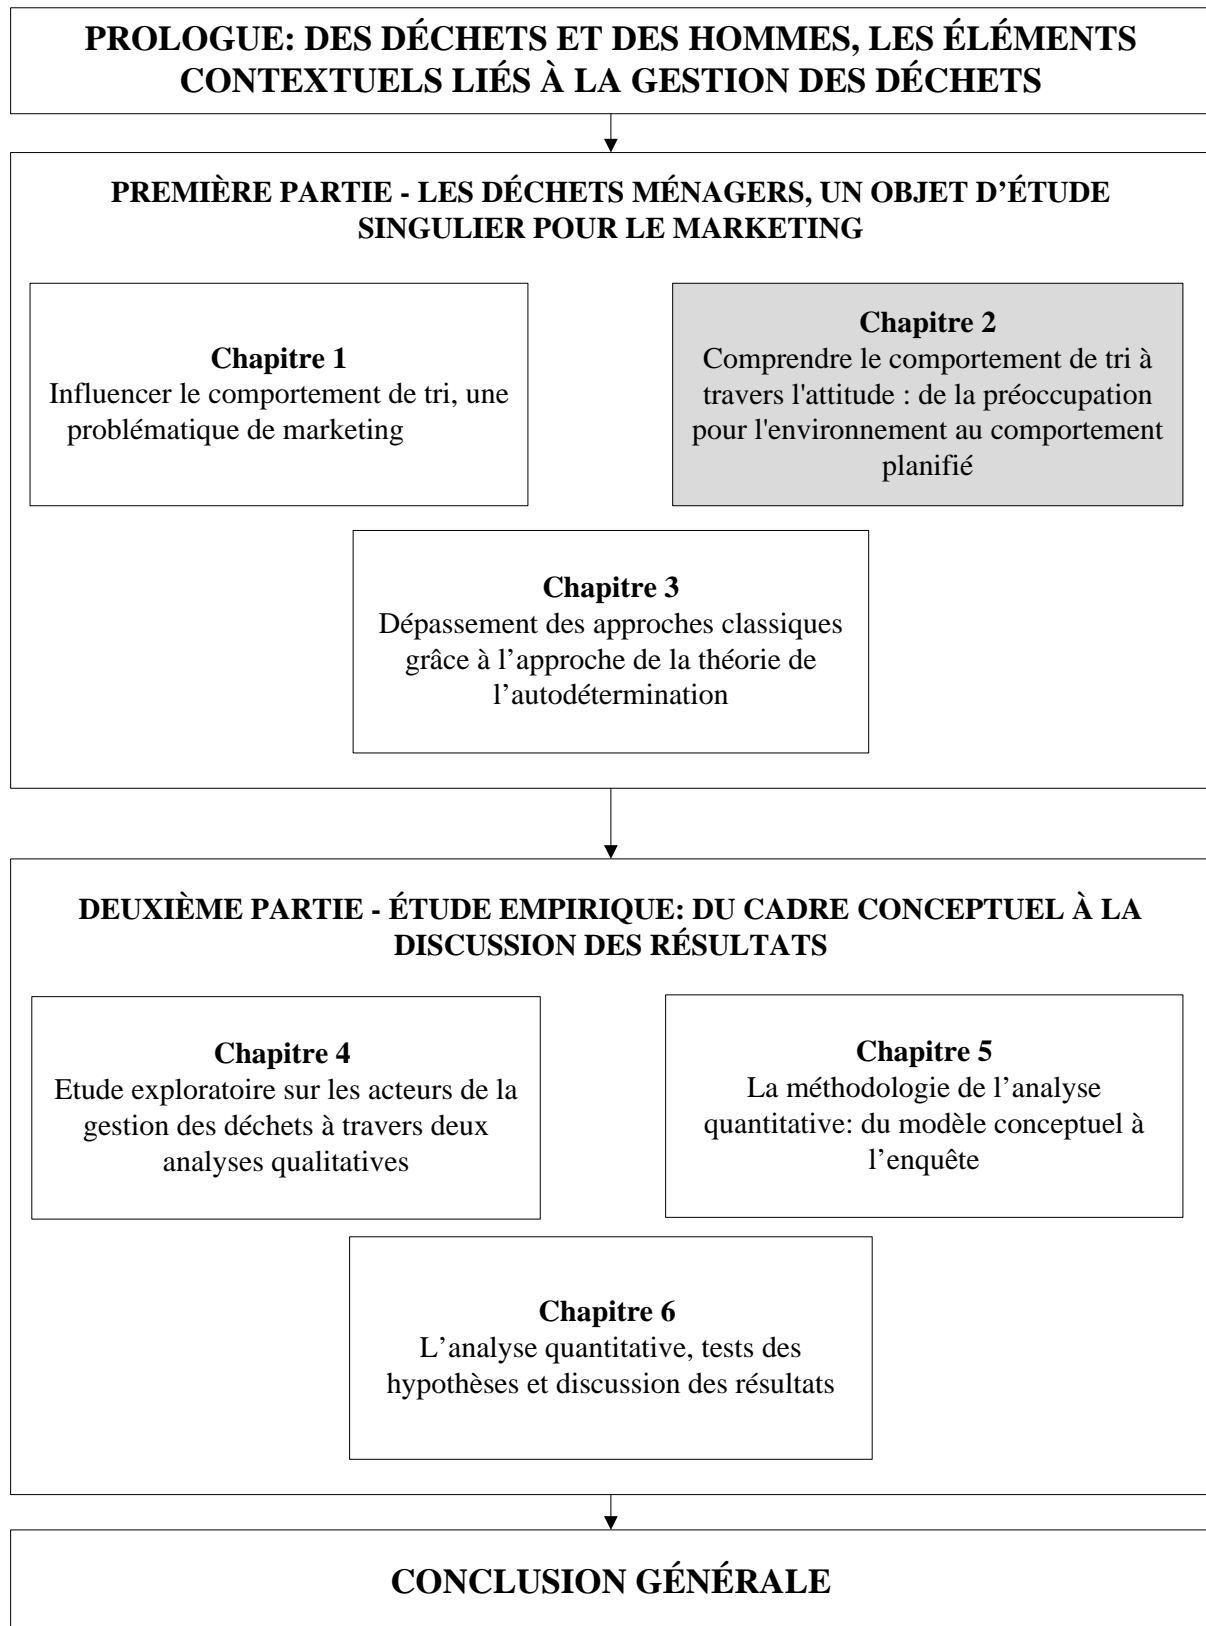 PROLOGUE: DES DÉCHETS ET DES HOMMES, LES ÉLÉMENTS
CONTEXTUELS LIÉS À LA GESTION DES DÉCHETS
PREMIÈRE PARTIE - LES DÉCHETS MÉNAGERS, UN OBJET D’ÉTUDE
SINGULIER POUR LE MARKETING
Chapitre 1
Influencer le comportement de tri, une
problématique de marketing
Chapitre 2
Comprendre le comportement de tri à
travers l'attitude : de la préoccupation
pour l'environnement au comportement
planifié
Chapitre 3
Dépassement des approches classiques
grâce à l’approche de la théorie de
l’autodétermination
DEUXIÈME PARTIE - ÉTUDE EMPIRIQUE: DU CADRE CONCEPTUEL À LA
DISCUSSION DES RÉSULTATS
Chapitre 4
Etude exploratoire sur les acteurs de la
gestion des déchets à travers deux
analyses qualitatives
Chapitre 5
La méthodologie de l’analyse
quantitative: du modèle conceptuel à
l’enquête
Chapitre 6
L’analyse quantitative, tests des
hypothèses et discussion des résultats
CONCLUSION GÉNÉRALE